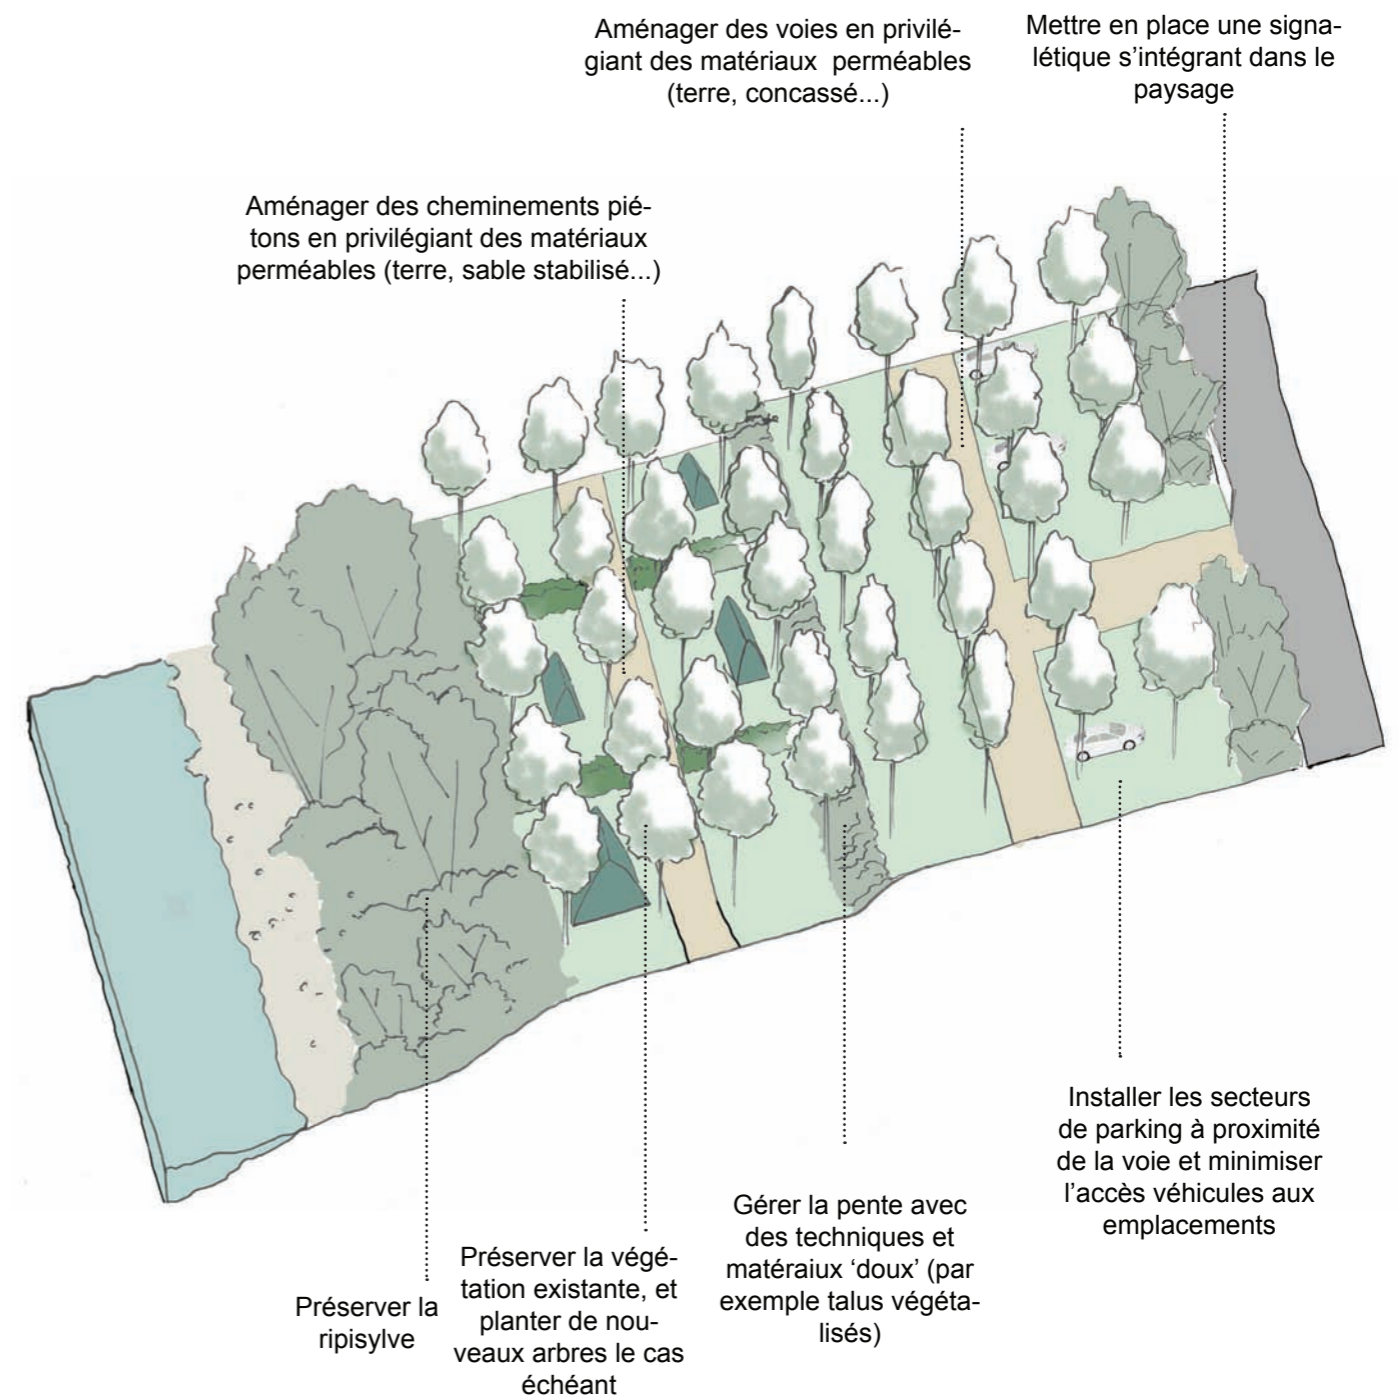 Aménager des voies en privilé-
giant des matériaux perméables
(terre, concassé...)
Mettre en place une signa-
létique s’intégrant dans le
paysage
Aménager des cheminements pié-
tons en privilégiant des matériaux
perméables (terre, sable stabilisé...)
Installer les secteurs
de parking à proximité
de la voie et minimiser
l’accès véhicules aux
emplacements
Gérer la pente avec
des techniques et
matéraiux ‘doux’ (par
exemple talus végéta-
lisés)
Préserver la végé-
tation existante, et
planter de nou-
veaux arbres le cas
échéant
Préserver la
ripisylve